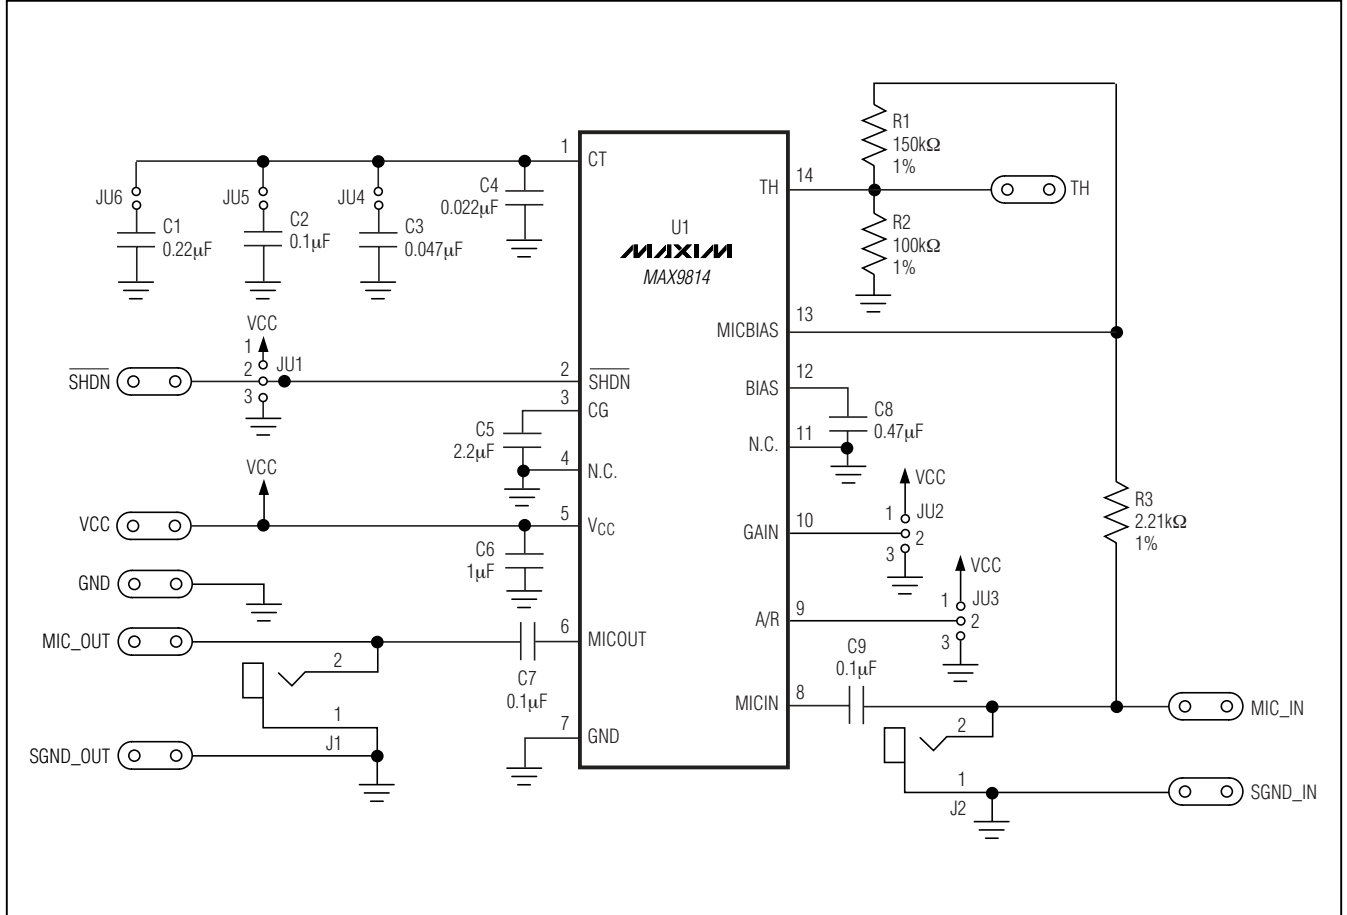 R1
150kΩ
1%
1
CT
14
TH
TH
JU6
JU5
JU4
C4
0.022µF
C1
0.22µF
C2
0.1µF
C3
0.047µF
R2
100kΩ
1%
U1
MAXIM
MAX9814
VCC
1
2
3
JU1
13
MICBIAS
SHDN
2
SHDN
12
BIAS
3
CG
C8
0.47µF
C5
2.2µF
11
N.C.
4
N.C.
VCC
VCC
1
JU2
2
3
R3
2.21kΩ
1%
VCC
5
VCC
10
GAIN
C6
1µF
VCC
GND
1
JU3
2
3
9
A/R
MIC_OUT
6
MICOUT
2
C9
0.1µF
C7
0.1µF
8
MICIN
MIC_IN
1
J1
7
GND
2
SGND_OUT
1
J2
SGND_IN